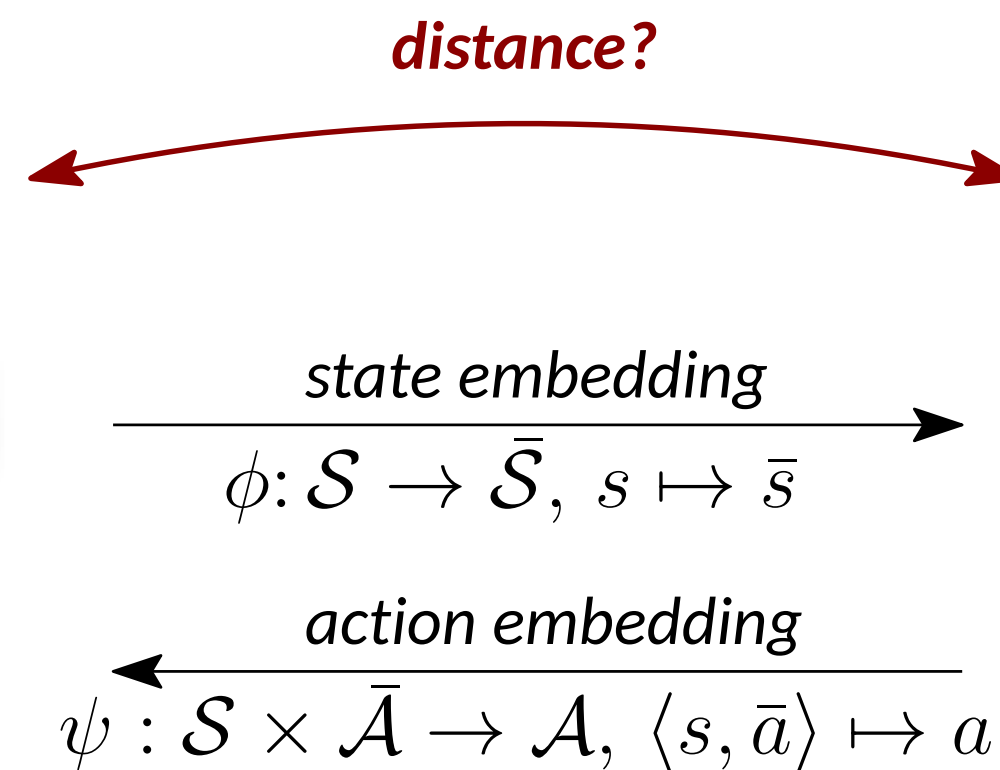 distance?
state embedding
ϕ: 𝒮 → 𝒮̄, s ↦ s̄
action embedding
ψ : 𝒮 × 𝒜̄ → 𝒜, ⟨s, ā⟩ ↦ a